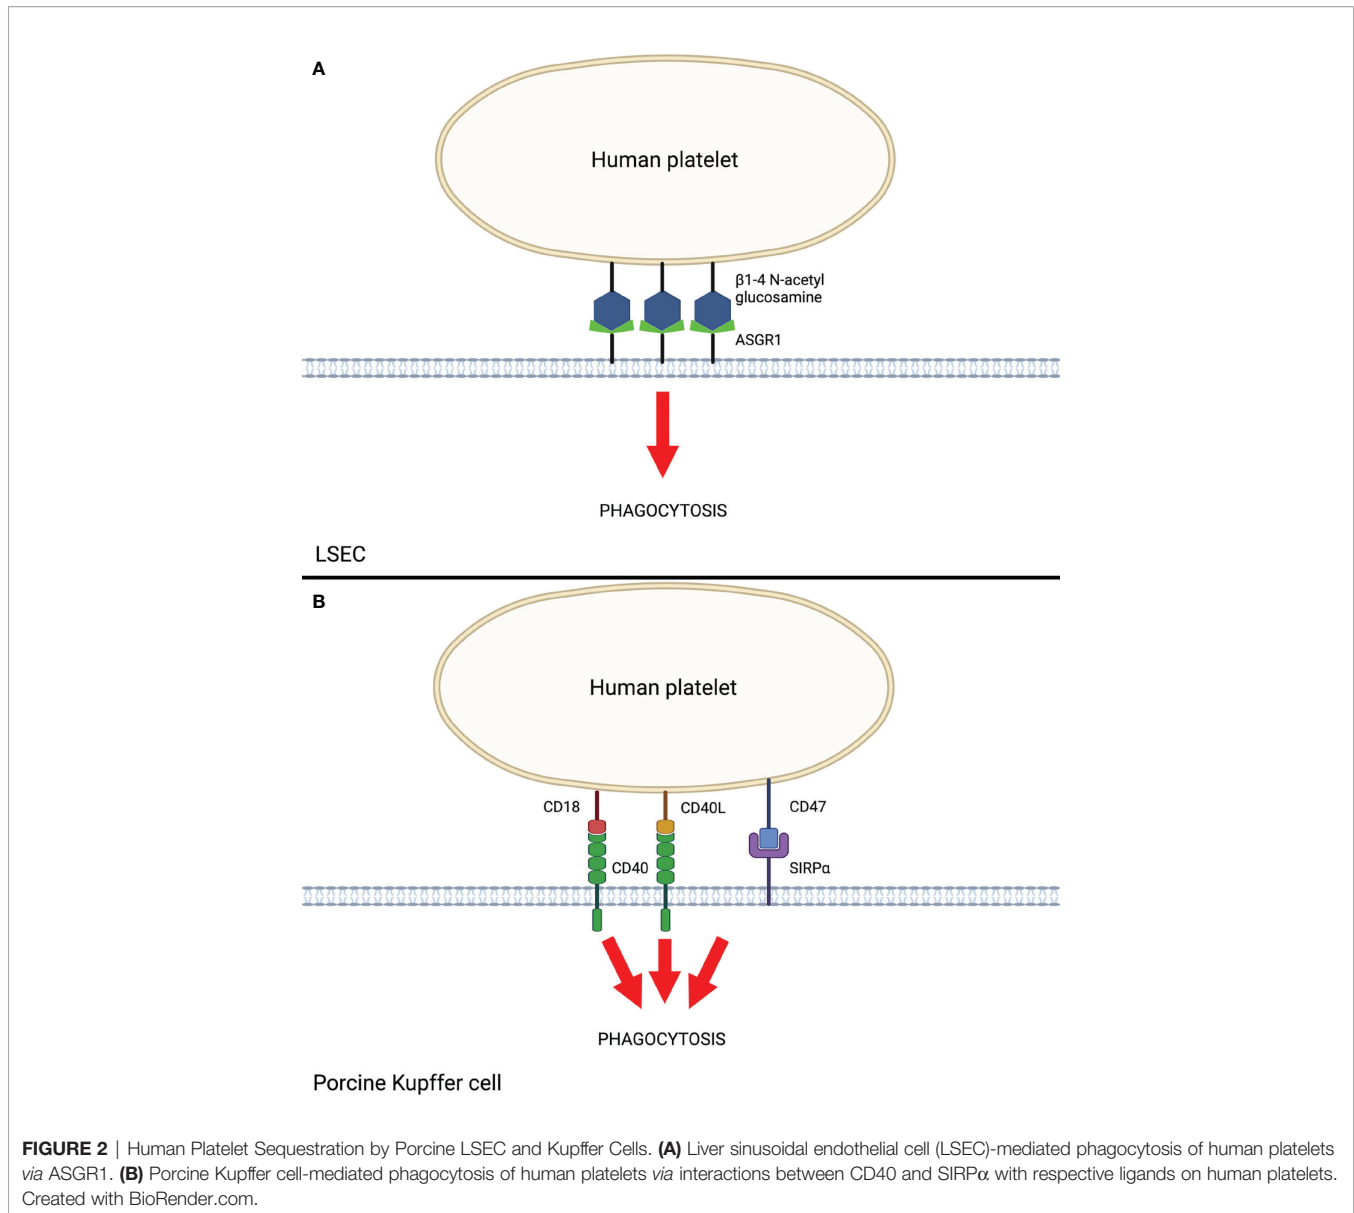 A
Human platelet
β1-4 N-acetyl
glucosamine
ASGR1
PHAGOCYTOSIS
LSEC
B
Human platelet
CD18
CD40L
CD47
CD40
SIRPα
PHAGOCYTOSIS
Porcine Kupffer cell
FIGURE 2 | Human Platelet Sequestration by Porcine LSEC and Kupffer Cells. (A) Liver sinusoidal endothelial cell (LSEC)-mediated phagocytosis of human platelets
via ASGR1. (B) Porcine Kupffer cell-mediated phagocytosis of human platelets via interactions between CD40 and SIRPα with respective ligands on human platelets.
Created with BioRender.com.